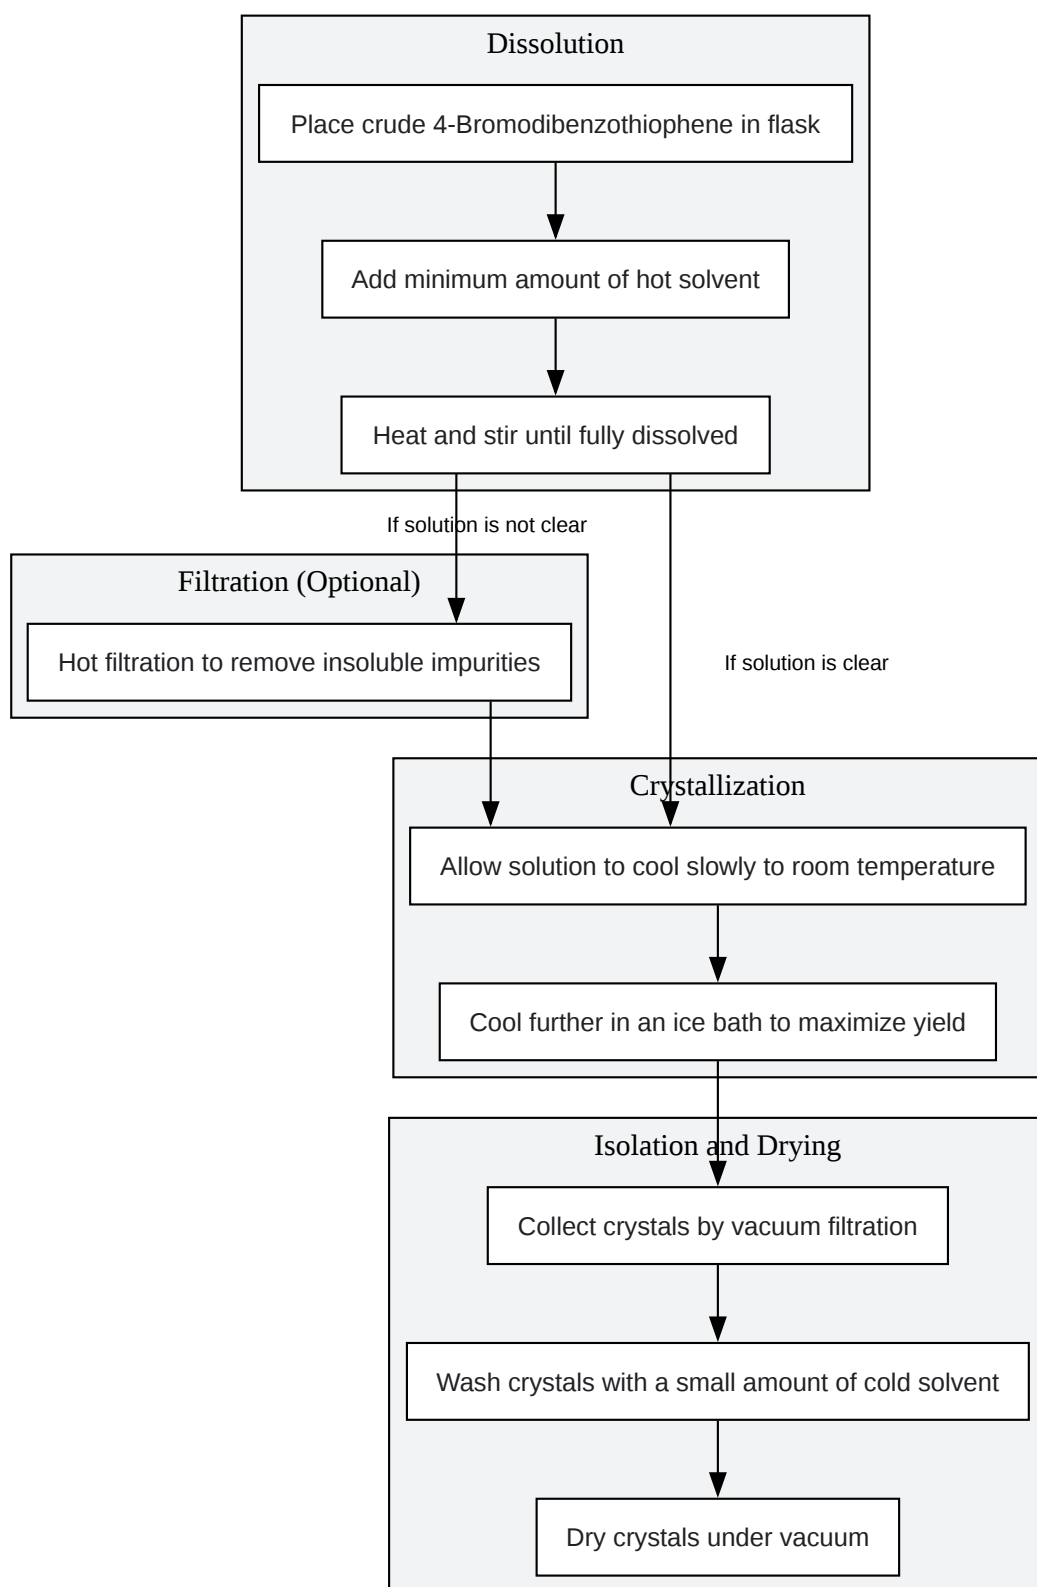 Dissolution
Place crude 4-Bromodibenzothiophene in flask
Add minimum amount of hot solvent
Heat and stir until fully dissolved
If solution is not clear
Filtration (Optional)
Hot filtration to remove insoluble impurities
If solution is clear
Crystallization
Allow solution to cool slowly to room temperature
Cool further in an ice bath to maximize yield
Isolation and Drying
Collect crystals by vacuum filtration
Wash crystals with a small amount of cold solvent
Dry crystals under vacuum